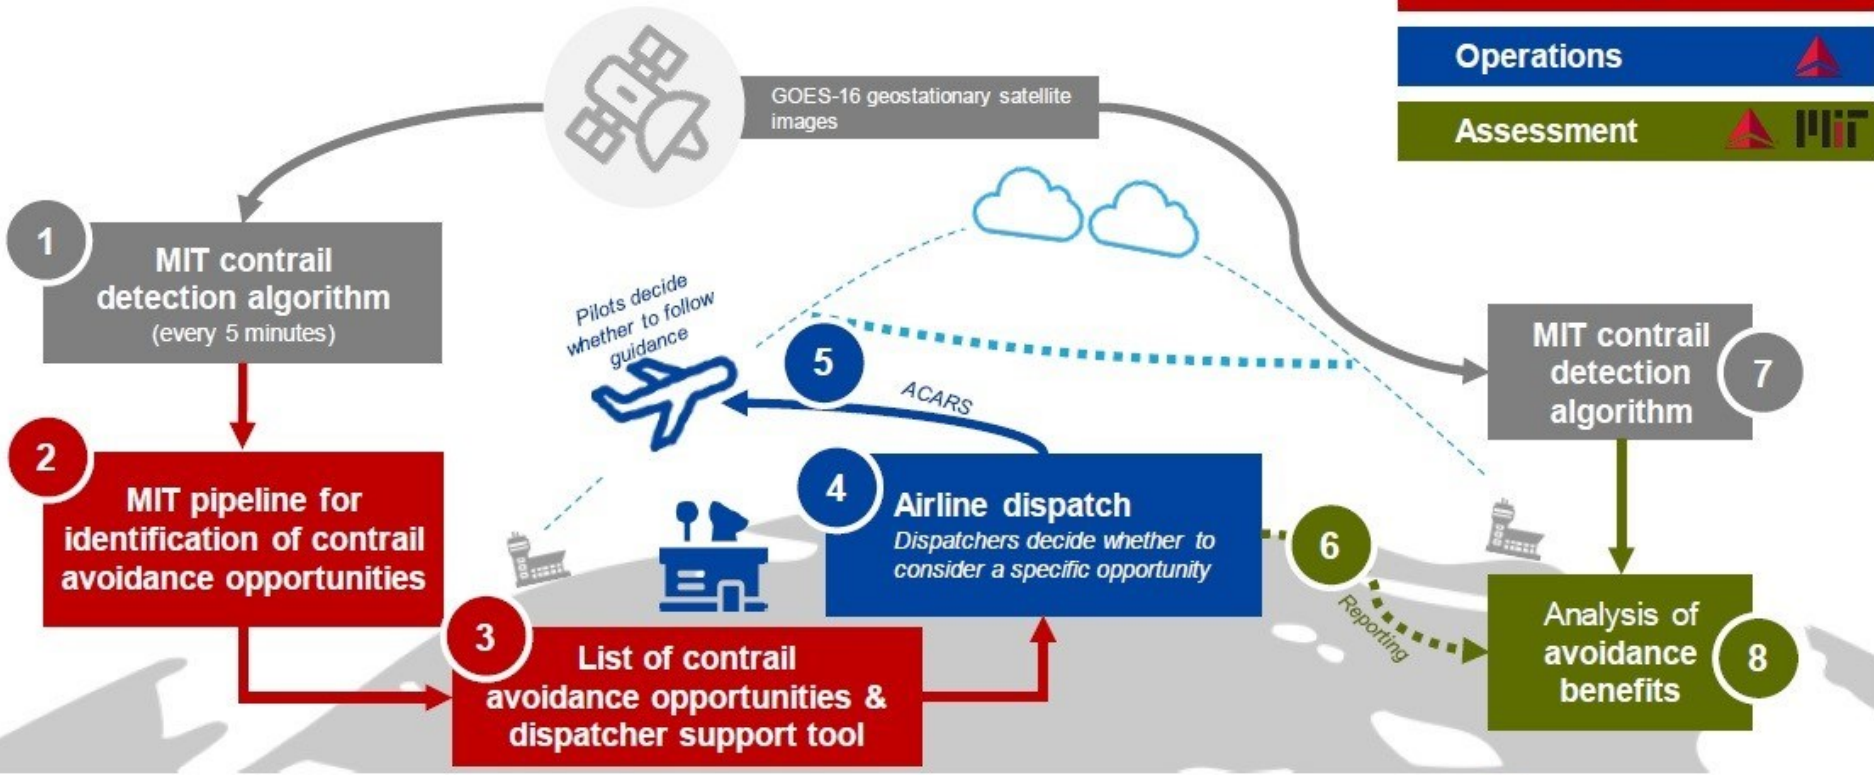 Operations
Assessment
MIT
GOES-16 geostationary satellite
images
1
MIT contrail
detection algorithm
(every 5 minutes)
2
MIT pipeline for
identification of contrail
avoidance opportunities
3
List of contrail
avoidance opportunities &
dispatcher support tool
4
Airline dispatch
Dispatchers decide whether to
consider a specific opportunity
5
ACARS
Pilots decide
whether to follow
guidance
6
Reporting
7
MIT contrail
detection
algorithm
8
Analysis of
avoidance
benefits